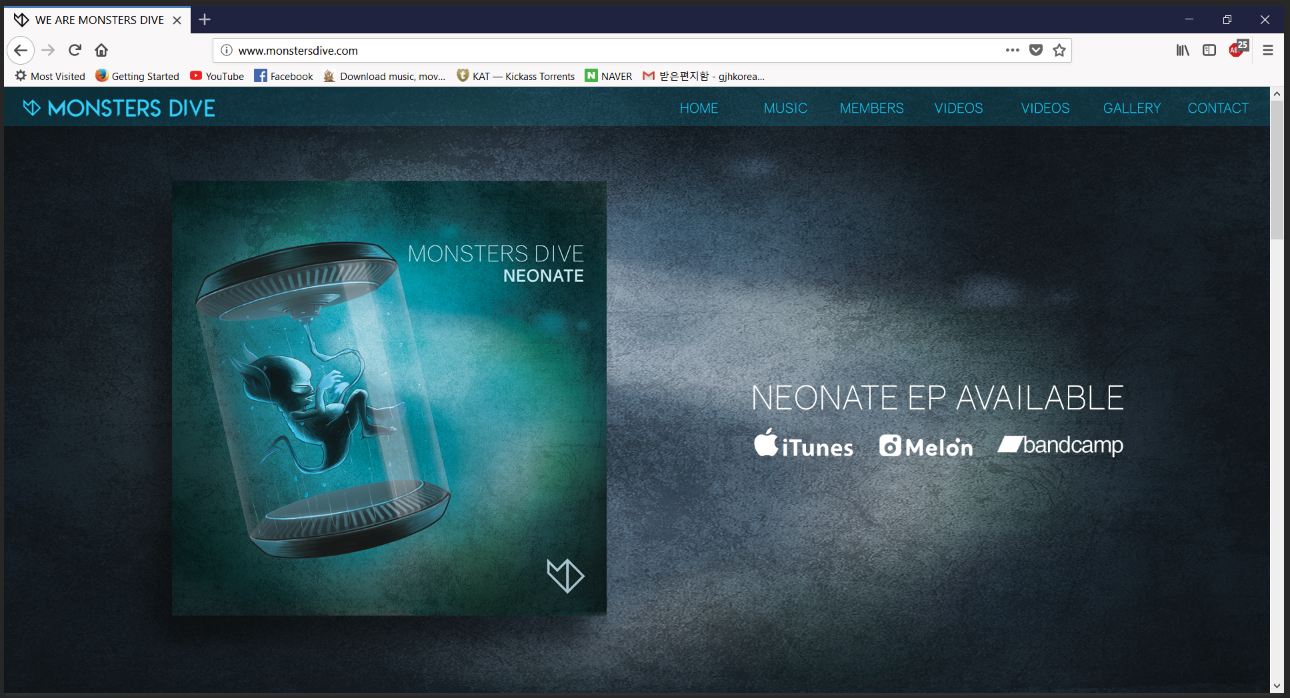 WE ARE MONSTERS DIVE
www.monstersdive.com
25
Most Visited Getting Started YouTube Facebook Download music, mov... KAT — Kickass Torrents NAVER 받은편지함 - gjhkorea...
MONSTERS DIVE HOME MUSIC MEMBERS VIDEOS VIDEOS GALLERY CONTACT
MONSTERS DIVE
NEONATE
NEONATE EP AVAILABLE
iTunes Melon bandcamp